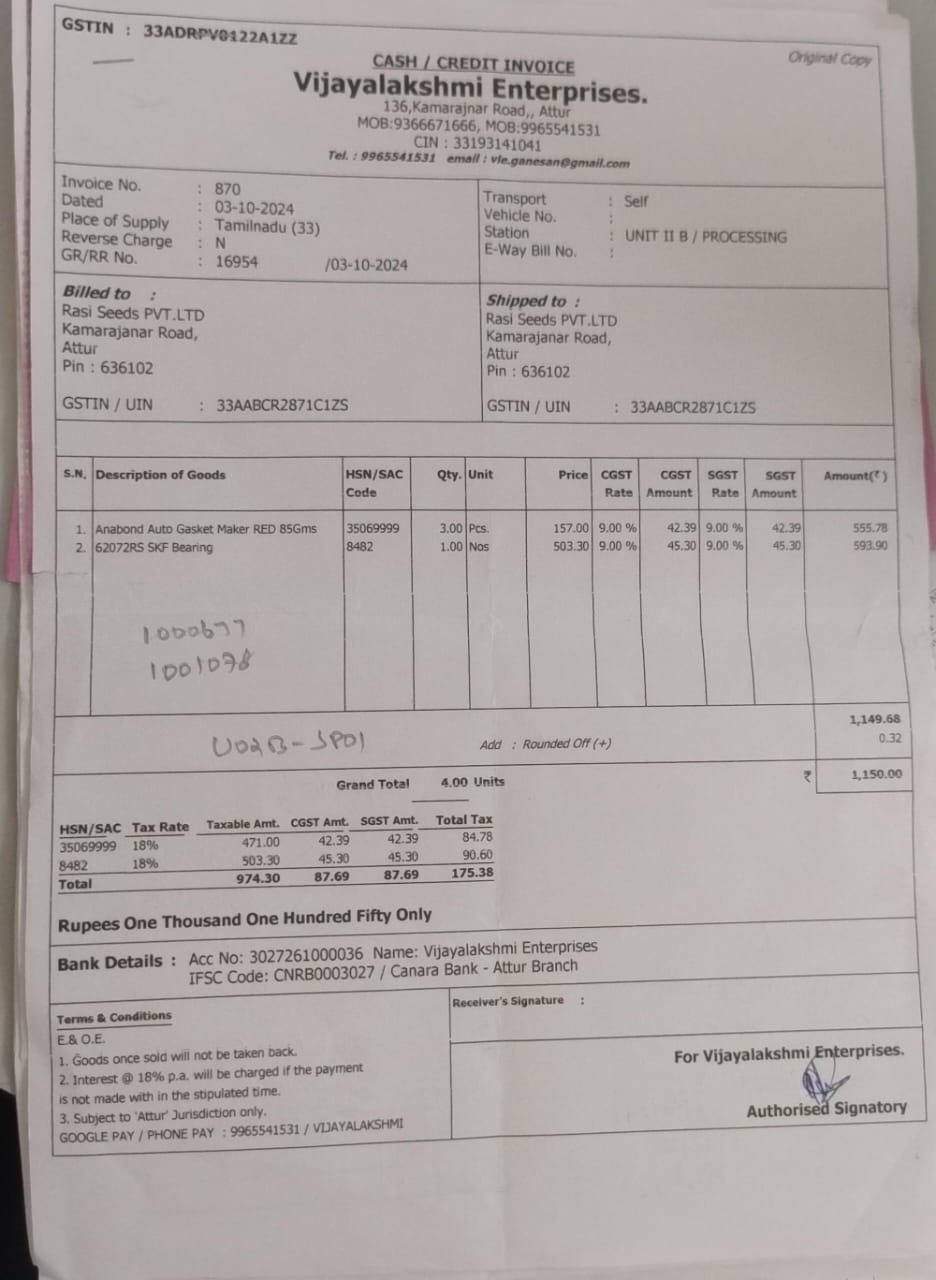 GSTIN : 33ADRPV0122A1ZZ
Original Copy
CASH / CREDIT INVOICE
Vijayalakshmi Enterprises.
136,Kamarajnar Road,, Attur
MOB:9366671666, MOB:9965541531
CIN : 33193141041
Tel. : 9965541531 email : vle.ganesan@gmail.com
Invoice No. : 870
Dated : 03-10-2024
Place of Supply : Tamilnadu (33)
Reverse Charge : N
GR/RR No. : 16954 /03-10-2024
Transport : Self
Vehicle No. :
Station : UNIT II B / PROCESSING
E-Way Bill No. :
Billed to :
Rasi Seeds PVT.LTD
Kamarajanar Road,
Attur
Pin : 636102
GSTIN / UIN : 33AABCR2871C1ZS
Shipped to :
Rasi Seeds PVT.LTD
Kamarajanar Road,
Attur
Pin : 636102
GSTIN / UIN : 33AABCR2871C1ZS
S.N. Description of Goods HSN/SAC Code Qty. Unit Price CGST Rate CGST Amount SGST Rate SGST Amount Amount(₹)
1. Anabond Auto Gasket Maker RED 85Gms 35069999 3.00 Pcs. 157.00 9.00 % 42.39 9.00 % 42.39 555.78
2. 62072RS SKF Bearing 8482 1.00 Nos 503.30 9.00 % 45.30 9.00 % 45.30 593.90
1000677
1001078
1,149.68
U02B-SP01
Add : Rounded Off (+) 0.32
Grand Total 4.00 Units ₹ 1,150.00
HSN/SAC Tax Rate Taxable Amt. CGST Amt. SGST Amt. Total Tax
35069999 18% 471.00 42.39 42.39 84.78
8482 18% 503.30 45.30 45.30 90.60
Total 974.30 87.69 87.69 175.38
Rupees One Thousand One Hundred Fifty Only
Bank Details : Acc No: 3027261000036 Name: Vijayalakshmi Enterprises
IFSC Code: CNRB0003027 / Canara Bank - Attur Branch
Terms & Conditions
E.& O.E.
1. Goods once sold will not be taken back.
2. Interest @ 18% p.a. will be charged if the payment
is not made with in the stipulated time.
3. Subject to 'Attur' Jurisdiction only.
GOOGLE PAY / PHONE PAY : 9965541531 / VIJAYALAKSHMI
Receiver's Signature :
For Vijayalakshmi Enterprises.
Authorised Signatory